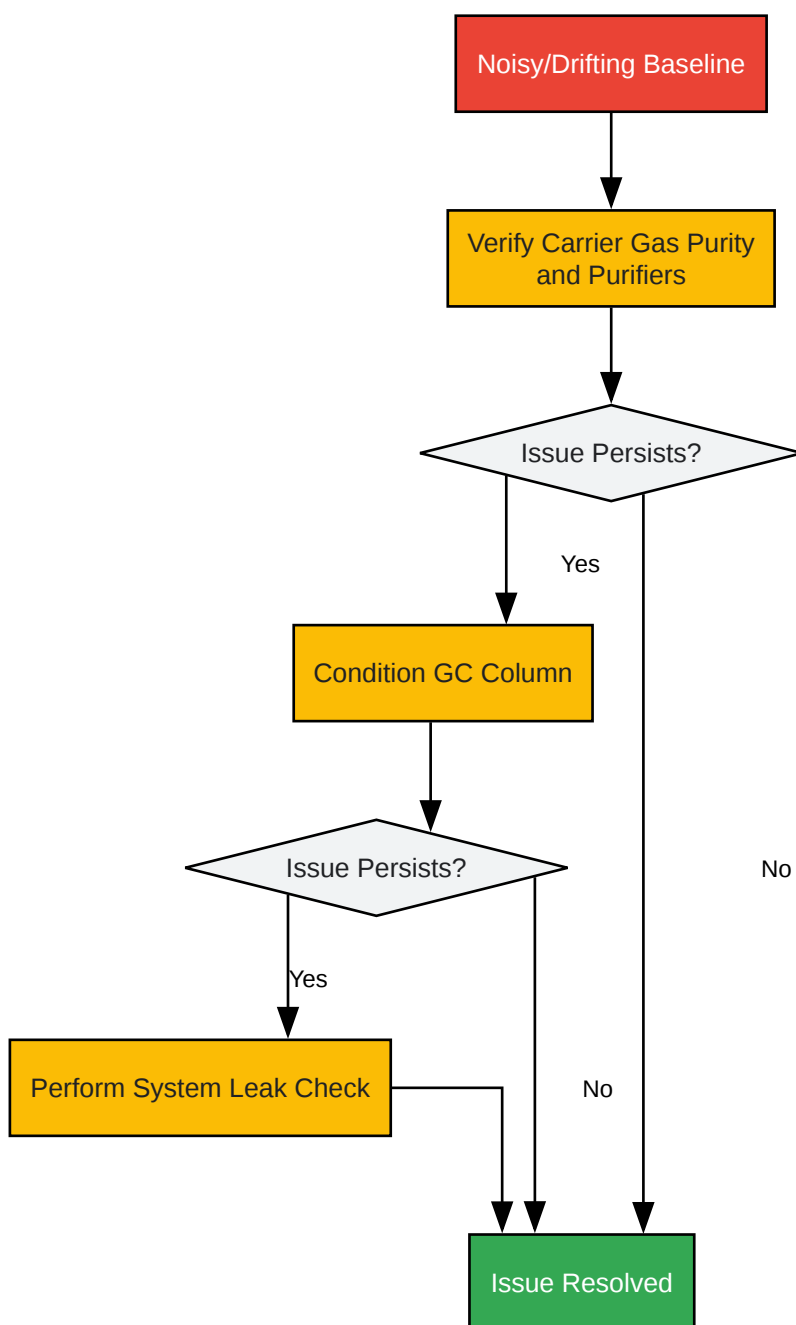 Noisy/Drifting Baseline
Verify Carrier Gas Purity
and Purifiers
Issue Persists?
Yes
Condition GC Column
Issue Persists?
No
Yes
Perform System Leak Check
No
Issue Resolved